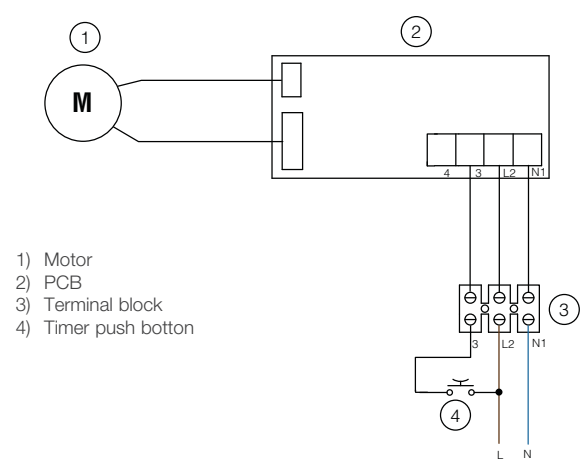 1
2
M
4 3 L2 N1
1) Motor
2) PCB
3) Terminal block
4) Timer push botton
3
3 L2 N1
4
L N